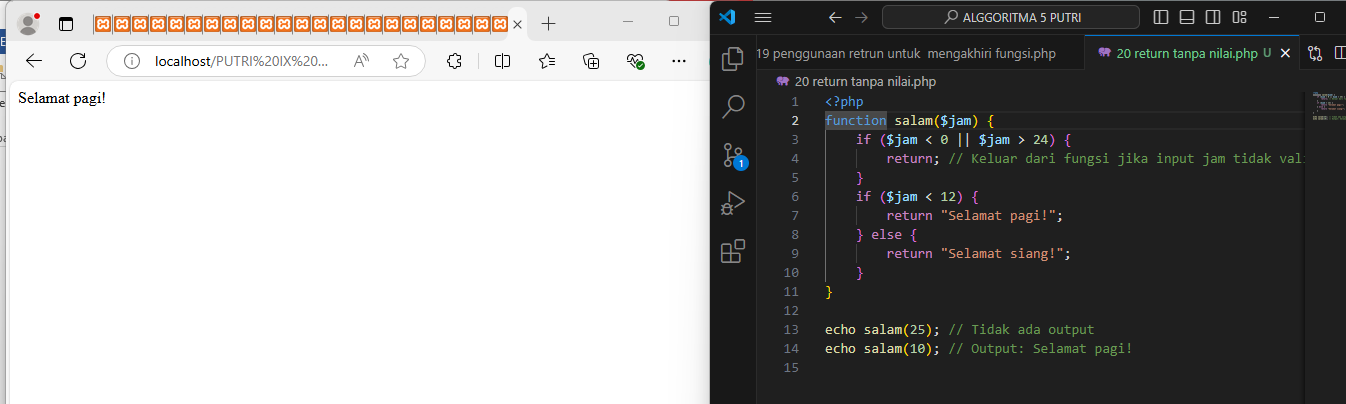 localhost/PUTRI%20IX%20...
Selamat pagi!
ALGGORITMA 5 PUTRI
19 penggunaan retrun untuk mengakhiri fungsi.php
20 return tanpa nilai.php U
20 return tanpa nilai.php
1 <?php
2 function salam($jam) {
3 if ($jam < 0 || $jam > 24) {
4 return; // Keluar dari fungsi jika input jam tidak vali
5 }
6 if ($jam < 12) {
7 return "Selamat pagi!";
8 } else {
9 return "Selamat siang!";
10 }
11 }
12
13 echo salam(25); // Tidak ada output
14 echo salam(10); // Output: Selamat pagi!
15
1